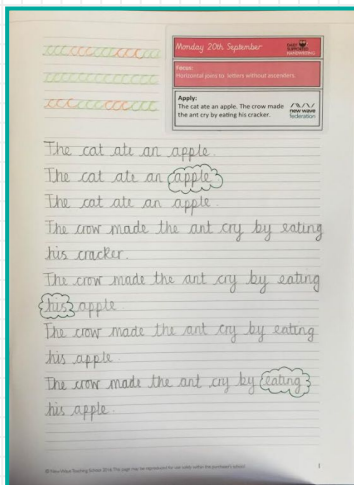 Monday 20th September
HANDWRITING
Focus:
Horizontal joins to letters without ascenders.
Apply:
The cat ate an apple. The crow made
the ant cry by eating his cracker.
new wave
federation
The cat ate an apple.
The cat ate an apple.
The cat ate an apple.
The crow made the ant cry by eating
his cracker.
The crow made the ant cry by eating
his apple
The crow made the ant cry by eating
his apple.
The crow made the ant cry by eating
his apple.
1